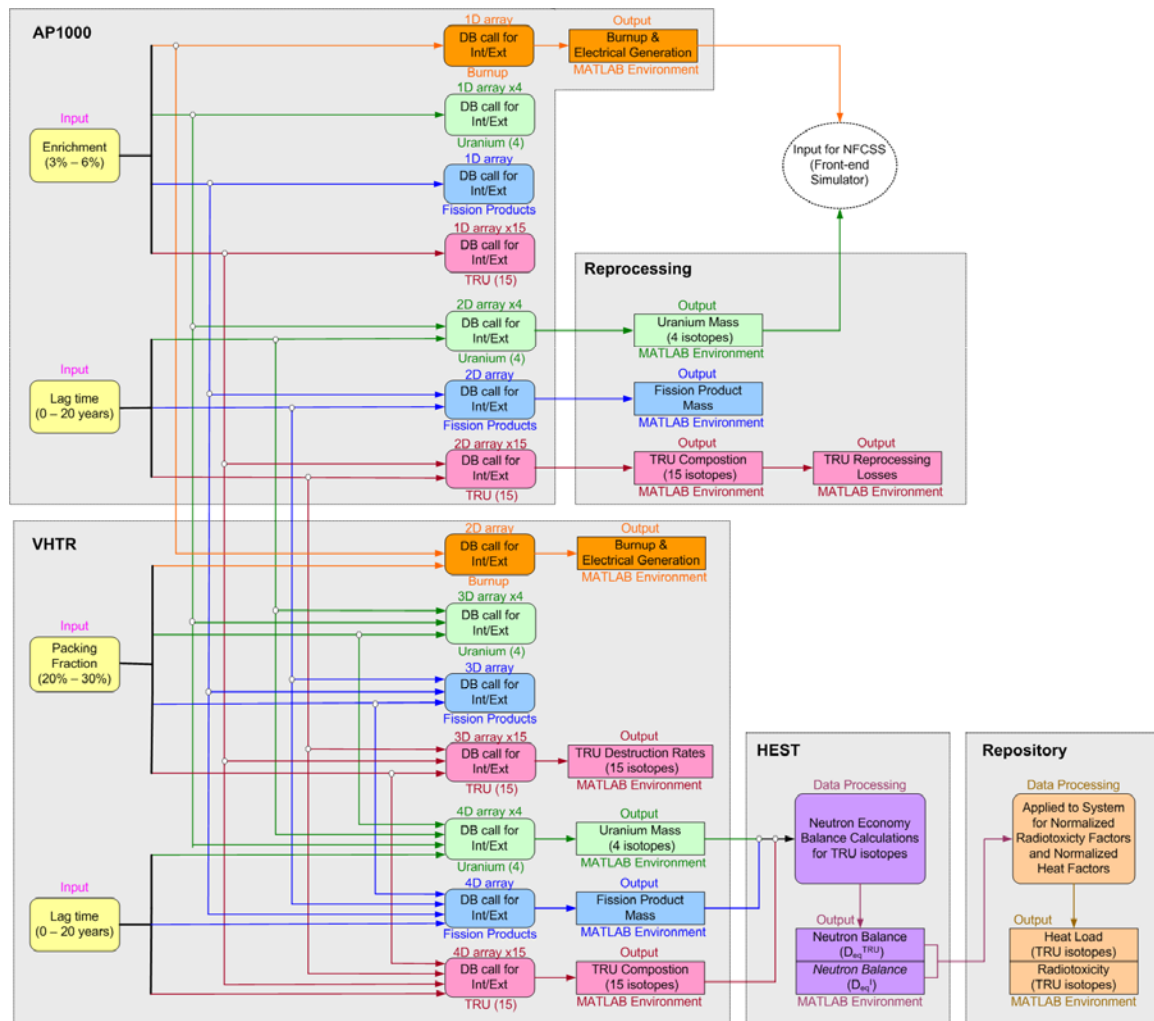 AP1000
Input
Enrichment
(3% – 6%)
1D array
DB call for
Int/Ext
Burnup
Output
Burnup &
Electrical Generation
MATLAB Environment
1D array x4
DB call for
Int/Ext
Uranium (4)
1D array
DB call for
Int/Ext
Fission Products
1D array x15
DB call for
Int/Ext
TRU (15)
Input for NFCSS
(Front-end
Simulator)
Input
Lag time
(0 – 20 years)
2D array x4
DB call for
Int/Ext
Uranium (4)
2D array
DB call for
Int/Ext
Fission Products
2D array x15
DB call for
Int/Ext
TRU (15)
Reprocessing
Output
Uranium Mass
(4 isotopes)
MATLAB Environment
Output
Fission Product
Mass
MATLAB Environment
Output
TRU Compostion
(15 isotopes)
MATLAB Environment
Output
TRU Reprocessing
Losses
MATLAB Environment
VHTR
Input
Packing
Fraction
(20% – 30%)
2D array
DB call for
Int/Ext
Burnup
Output
Burnup &
Electrical Generation
MATLAB Environment
3D array x4
DB call for
Int/Ext
Uranium (4)
3D array
DB call for
Int/Ext
Fission Products
3D array x15
DB call for
Int/Ext
TRU (15)
Output
TRU Destruction Rates
(15 isotopes)
MATLAB Environment
Input
Lag time
(0 – 20 years)
4D array x4
DB call for
Int/Ext
Uranium (4)
Output
Uranium Mass
(4 isotopes)
MATLAB Environment
4D array
DB call for
Int/Ext
Fission Products
Output
Fission Product
Mass
MATLAB Environment
4D array x15
DB call for
Int/Ext
TRU (15)
Output
TRU Compostion
(15 isotopes)
MATLAB Environment
HEST
Data Processing
Neutron Economy
Balance Calculations
for TRU isotopes
Output
Neutron Balance
(D_eq^TRU)
Neutron Balance
(D_eq^I)
MATLAB Environment
Repository
Data Processing
Applied to System
for Normalized
Radiotoxicity Factors
and Normalized
Heat Factors
Output
Heat Load
(TRU isotopes)
Radiotoxicity
(TRU isotopes)
MATLAB Environment